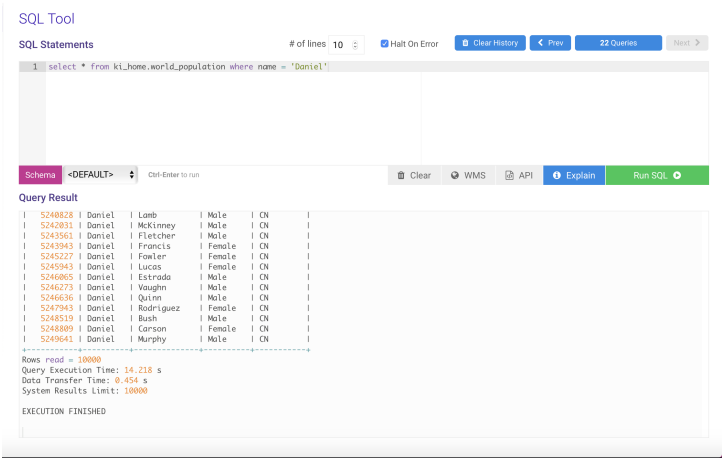 SQL Tool
SQL Statements # of lines 10 Halt On Error Clear History Prev 22 Queries Next
1 select * from ki_home.world_population where name = 'Daniel'
Schema <DEFAULT> Ctrl-Enter to run Clear WMS API Explain Run SQL
Query Result
| 5240828 | Daniel | Lamb | Male | CN |
| 5242031 | Daniel | McKinney | Male | CN |
| 5243561 | Daniel | Fletcher | Male | CN |
| 5243943 | Daniel | Francis | Female | CN |
| 5245227 | Daniel | Fowler | Female | CN |
| 5245943 | Daniel | Lucas | Female | CN |
| 5246065 | Daniel | Estrada | Male | CN |
| 5246273 | Daniel | Vaughn | Male | CN |
| 5246636 | Daniel | Quinn | Male | CN |
| 5247943 | Daniel | Rodriguez | Female | CN |
| 5248519 | Daniel | Bush | Male | CN |
| 5248809 | Daniel | Carson | Female | CN |
| 5249641 | Daniel | Murphy | Male | CN |
+-----------+----------+--------------+----------+-----------+
Rows read = 10000
Query Execution Time: 14.218 s
Data Transfer Time: 0.454 s
System Results Limit: 10000
EXECUTION FINISHED